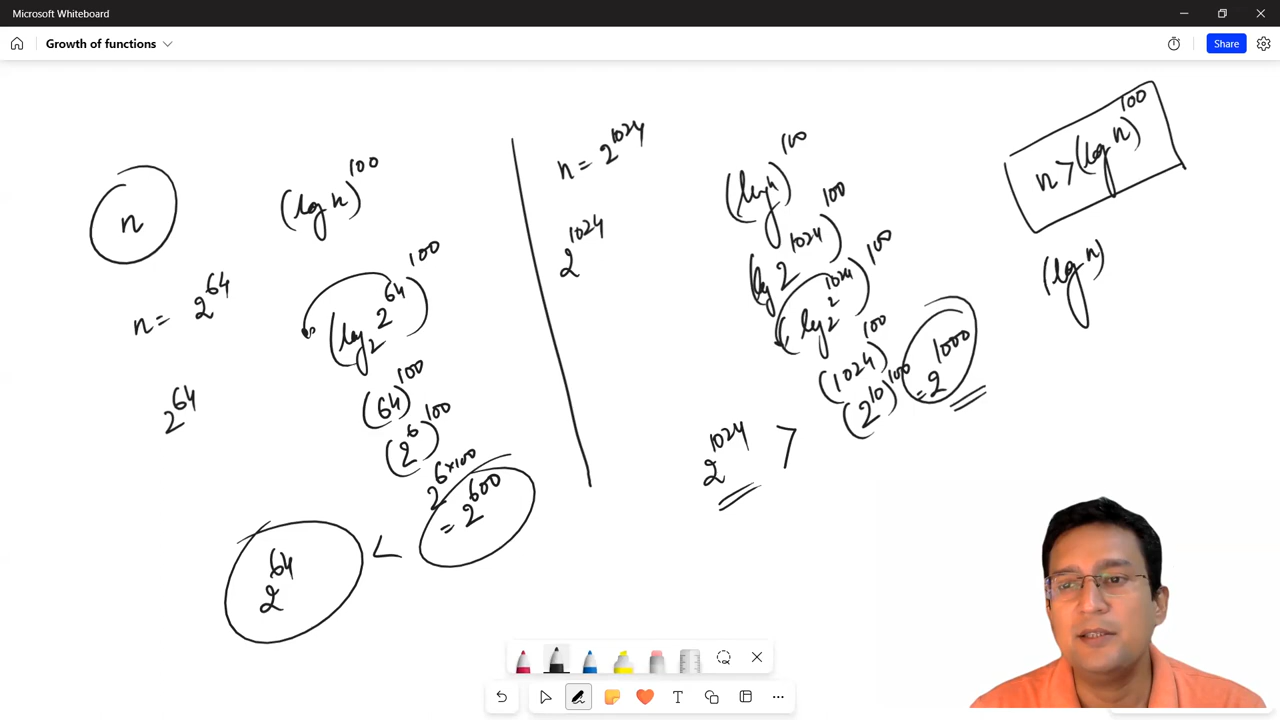 Microsoft Whiteboard
Growth of functions
Share
n
(log n)^100
n = 2^64
(log₂ 2^64)^100
2^64
(64)^100
(2^6)^100
2^6×100
= 2^600
2^64 <
n = 2^1024
2^1024
(log n)^100
(log 2^1024)^100
(log₂ 2^1024)^100
(1024)^100
(2^10)^100 = 2^1000
2^1024 >
n > (log n)^100
(log n)